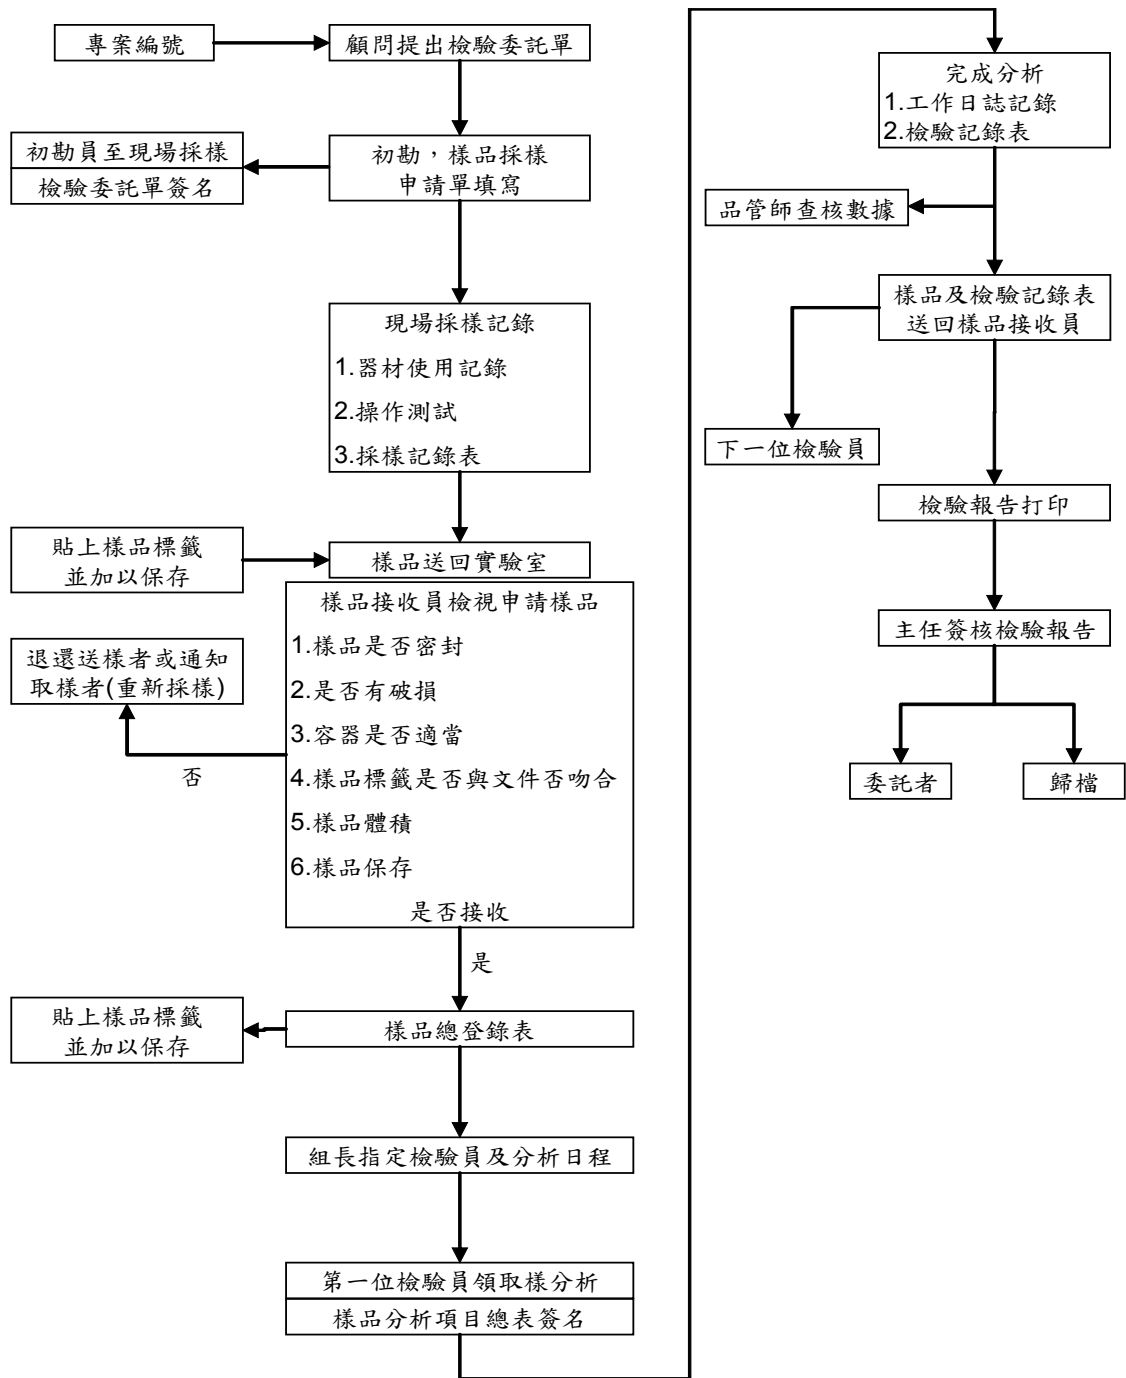 專案編號
顧問提出檢驗委託單
初勘員至現場採樣
檢驗委託單簽名
初勘，樣品採樣
申請單填寫
現場採樣記錄
1.器材使用記錄
2.操作測試
3.採樣記錄表
貼上樣品標籤
並加以保存
樣品送回實驗室
樣品接收員檢視申請樣品
1.樣品是否密封
2.是否有破損
3.容器是否適當
4.樣品標籤是否與文件否吻合
5.樣品體積
6.樣品保存
是否接收
退還送樣者或通知
取樣者(重新採樣)
否
是
貼上樣品標籤
並加以保存
樣品總登錄表
組長指定檢驗員及分析日程
第一位檢驗員領取樣分析
樣品分析項目總表簽名
完成分析
1.工作日誌記錄
2.檢驗記錄表
品管師查核數據
樣品及檢驗記錄表
送回樣品接收員
下一位檢驗員
檢驗報告打印
主任簽核檢驗報告
委託者
歸檔